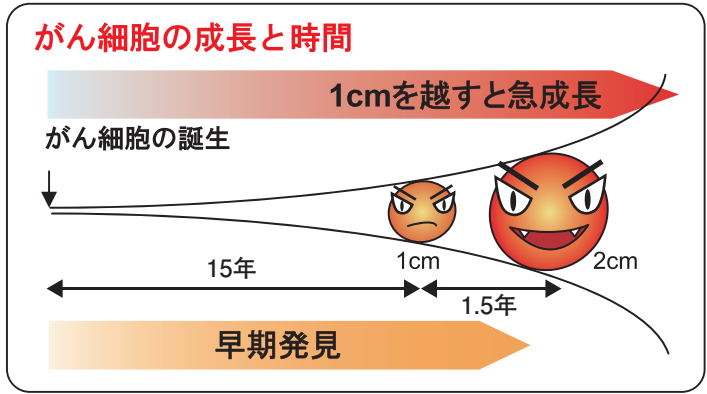 がん細胞の成長と時間
1cmを越すと急成長
がん細胞の誕生
1cm
2cm
15年
1.5年
早期発見